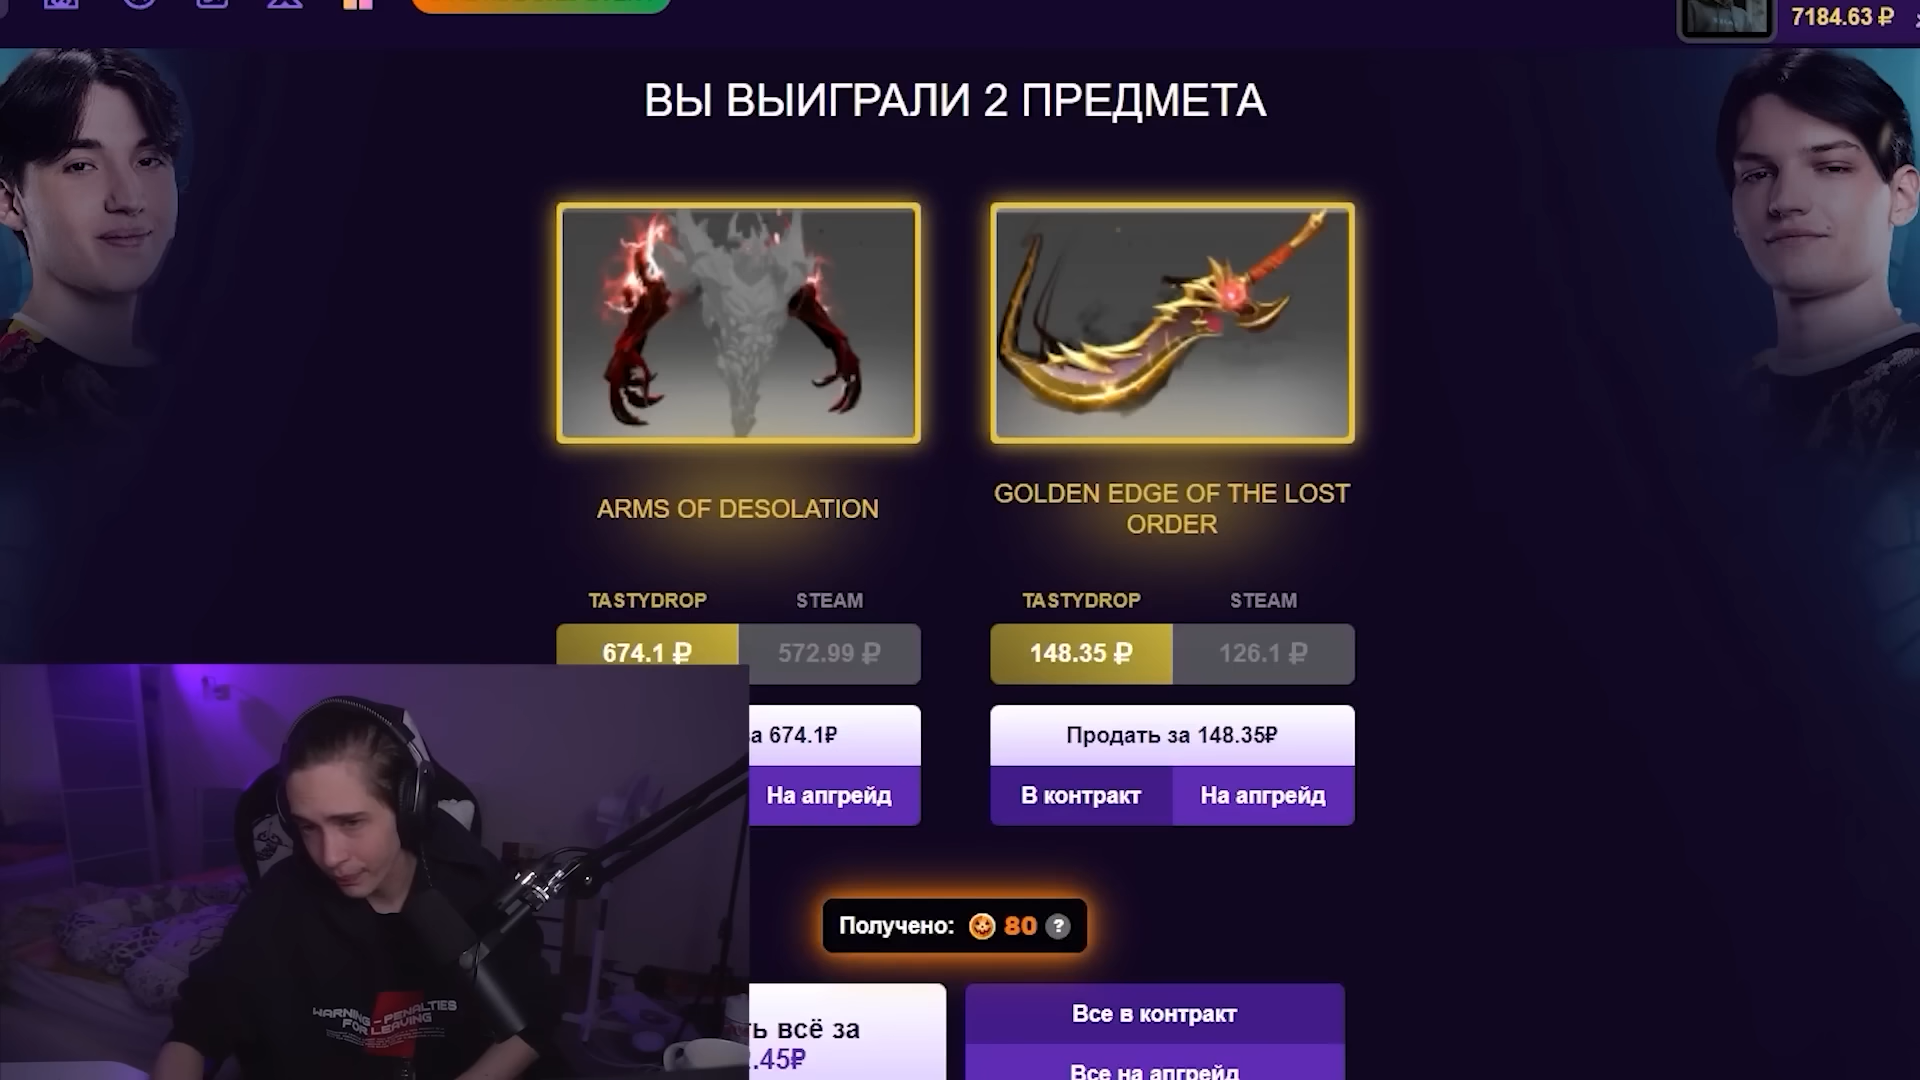 7184.63 ₽
ВЫ ВЫИГРАЛИ 2 ПРЕДМЕТА
ARMS OF DESOLATION
GOLDEN EDGE OF THE LOST
ORDER
TASTYDROP STEAM
674.1 ₽ 572.99 ₽
TASTYDROP STEAM
148.35 ₽ 126.1 ₽
а 674.1₽
На апгрейд
Продать за 148.35₽
В контракт На апгрейд
Получено: 80 ?
ь всё за
.45₽
Все в контракт
Все на апгрейд
WARNING - PENALTIES
FOR LEAVING